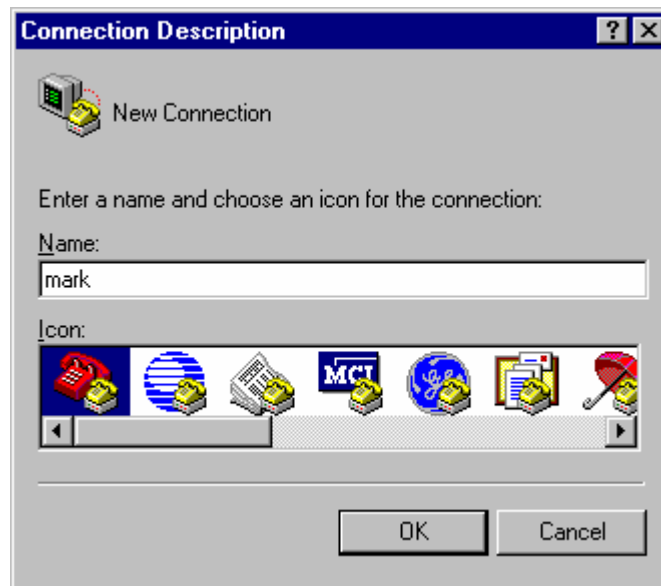 Connection Description
New Connection
Enter a name and choose an icon for the connection:
Name:
mark
Icon:
MCI
OK Cancel